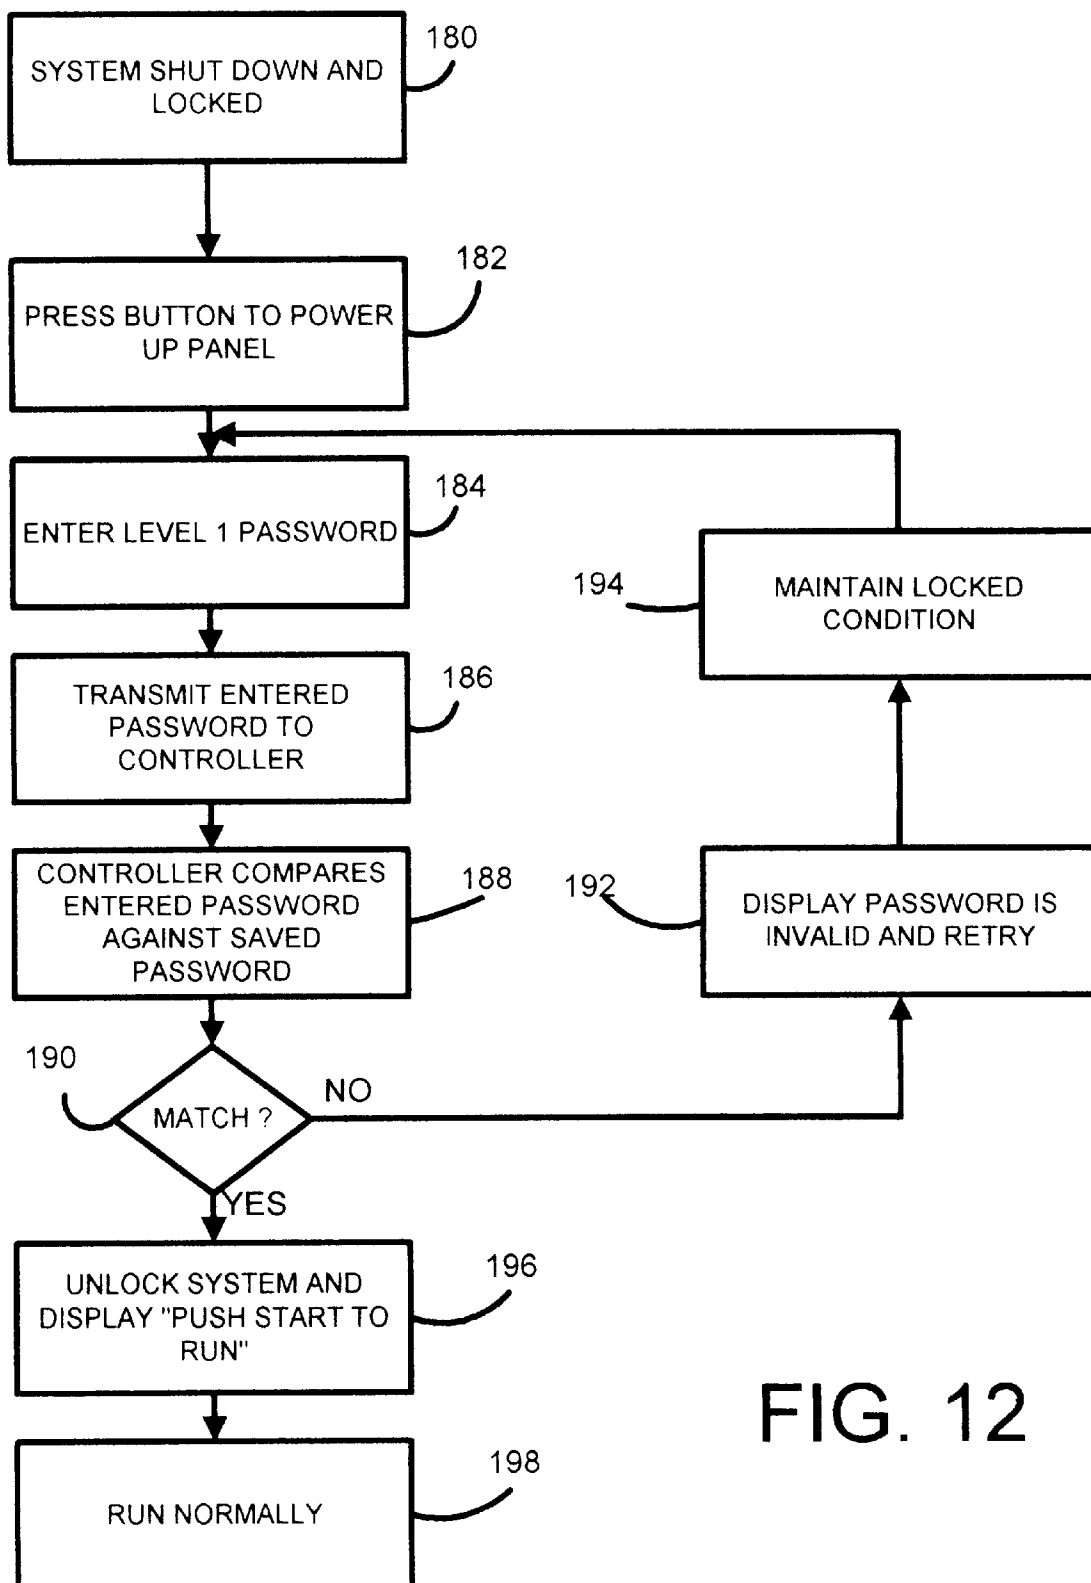 180
SYSTEM SHUT DOWN AND
LOCKED
182
PRESS BUTTON TO POWER
UP PANEL
184
ENTER LEVEL 1 PASSWORD
194
MAINTAIN LOCKED
CONDITION
186
TRANSMIT ENTERED
PASSWORD TO
CONTROLLER
188
CONTROLLER COMPARES
ENTERED PASSWORD
AGAINST SAVED
PASSWORD
192
DISPLAY PASSWORD IS
INVALID AND RETRY
190
MATCH ?
NO
YES
196
UNLOCK SYSTEM AND
DISPLAY "PUSH START TO
RUN"
198
RUN NORMALLY
FIG. 12